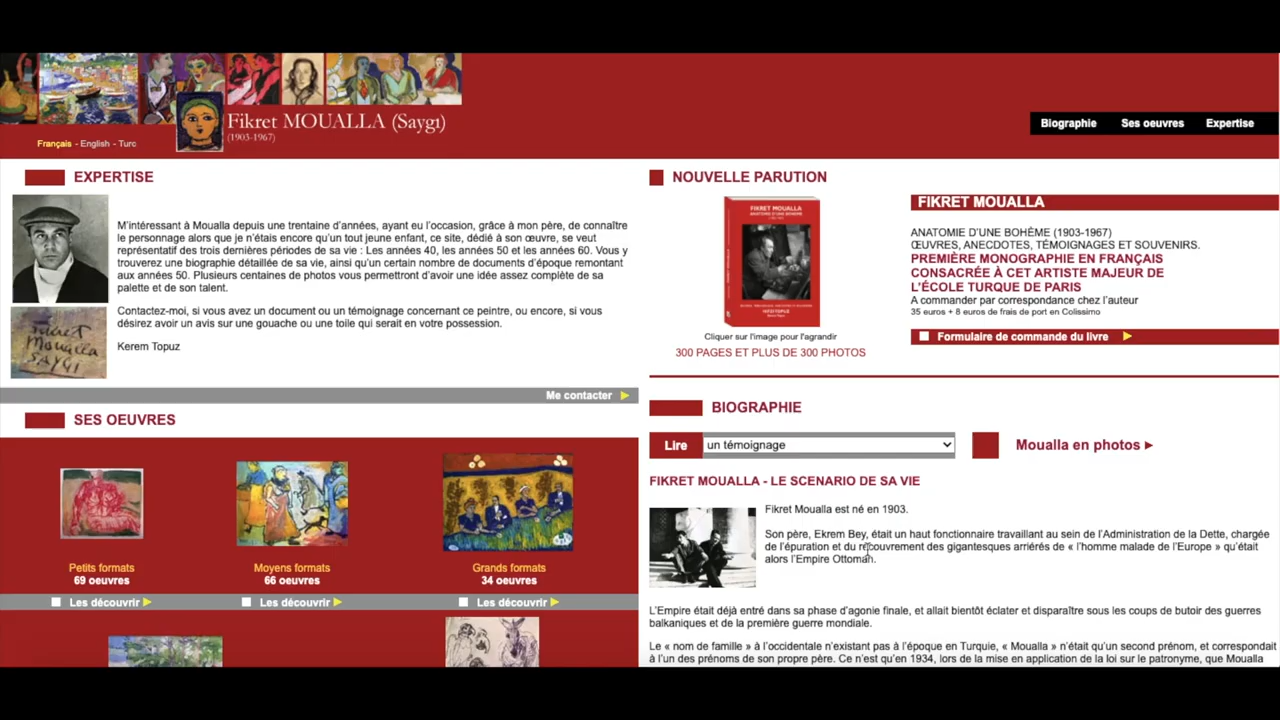 Fikret MOUALLA (Saygı)
(1903-1967)
Français - English - Turc
Biographie
Ses oeuvres
Expertise
EXPERTISE
M'intéressant à Moualla depuis une trentaine d'années, ayant eu l'occasion, grâce à mon père, de connaître
le personnage alors que je n'étais encore qu'un tout jeune enfant, ce site, dédié à son œuvre, se veut
représentatif des trois dernières périodes de sa vie : Les années 40, les années 50 et les années 60. Vous y
trouverez une biographie détaillée de sa vie, ainsi qu'un certain nombre de documents d'époque remontant
aux années 50. Plusieurs centaines de photos vous permettront d'avoir une idée assez complète de sa
palette et de son talent.
Contactez-moi, si vous avez un document ou un témoignage concernant ce peintre, ou encore, si vous
désirez avoir un avis sur une gouache ou une toile qui serait en votre possession.
Kerem Topuz
Moualla
SAYGI
Me contacter
SES OEUVRES
Petits formats
69 oeuvres
Les découvrir
Moyens formats
66 oeuvres
Les découvrir
Grands formats
34 oeuvres
Les découvrir
NOUVELLE PARUTION
FIKRET MOUALLA
ANATOMIE D'UNE BOHÊME
Cliquer sur l'image pour l'agrandir
300 PAGES ET PLUS DE 300 PHOTOS
FIKRET MOUALLA
ANATOMIE D'UNE BOHÊME (1903-1967)
ŒUVRES, ANECDOTES, TÉMOIGNAGES ET SOUVENIRS.
PREMIÈRE MONOGRAPHIE EN FRANÇAIS
CONSACRÉE À CET ARTISTE MAJEUR DE
L'ÉCOLE TURQUE DE PARIS
A commander par correspondance chez l'auteur
35 euros + 8 euros de frais de port en Colissimo
Formulaire de commande du livre
BIOGRAPHIE
Lire
un témoignage
Moualla en photos
FIKRET MOUALLA - LE SCENARIO DE SA VIE
Fikret Moualla est né en 1903.
Son père, Ekrem Bey, était un haut fonctionnaire travaillant au sein de l'Administration de la Dette, chargée
de l'épuration et du recouvrement des gigantesques arriérés de « l'homme malade de l'Europe » qu'était
alors l'Empire Ottoman.
L'Empire était déjà entré dans sa phase d'agonie finale, et allait bientôt éclater et disparaître sous les coups de butoir des guerres
balkaniques et de la première guerre mondiale.
Le « nom de famille » à l'occidentale n'existant pas à l'époque en Turquie, « Moualla » n'était qu'un second prénom, et correspondait
à l'un des prénoms de son propre père. Ce n'est qu'en 1934, lors de la mise en application de la loi sur le patronyme, que Moualla